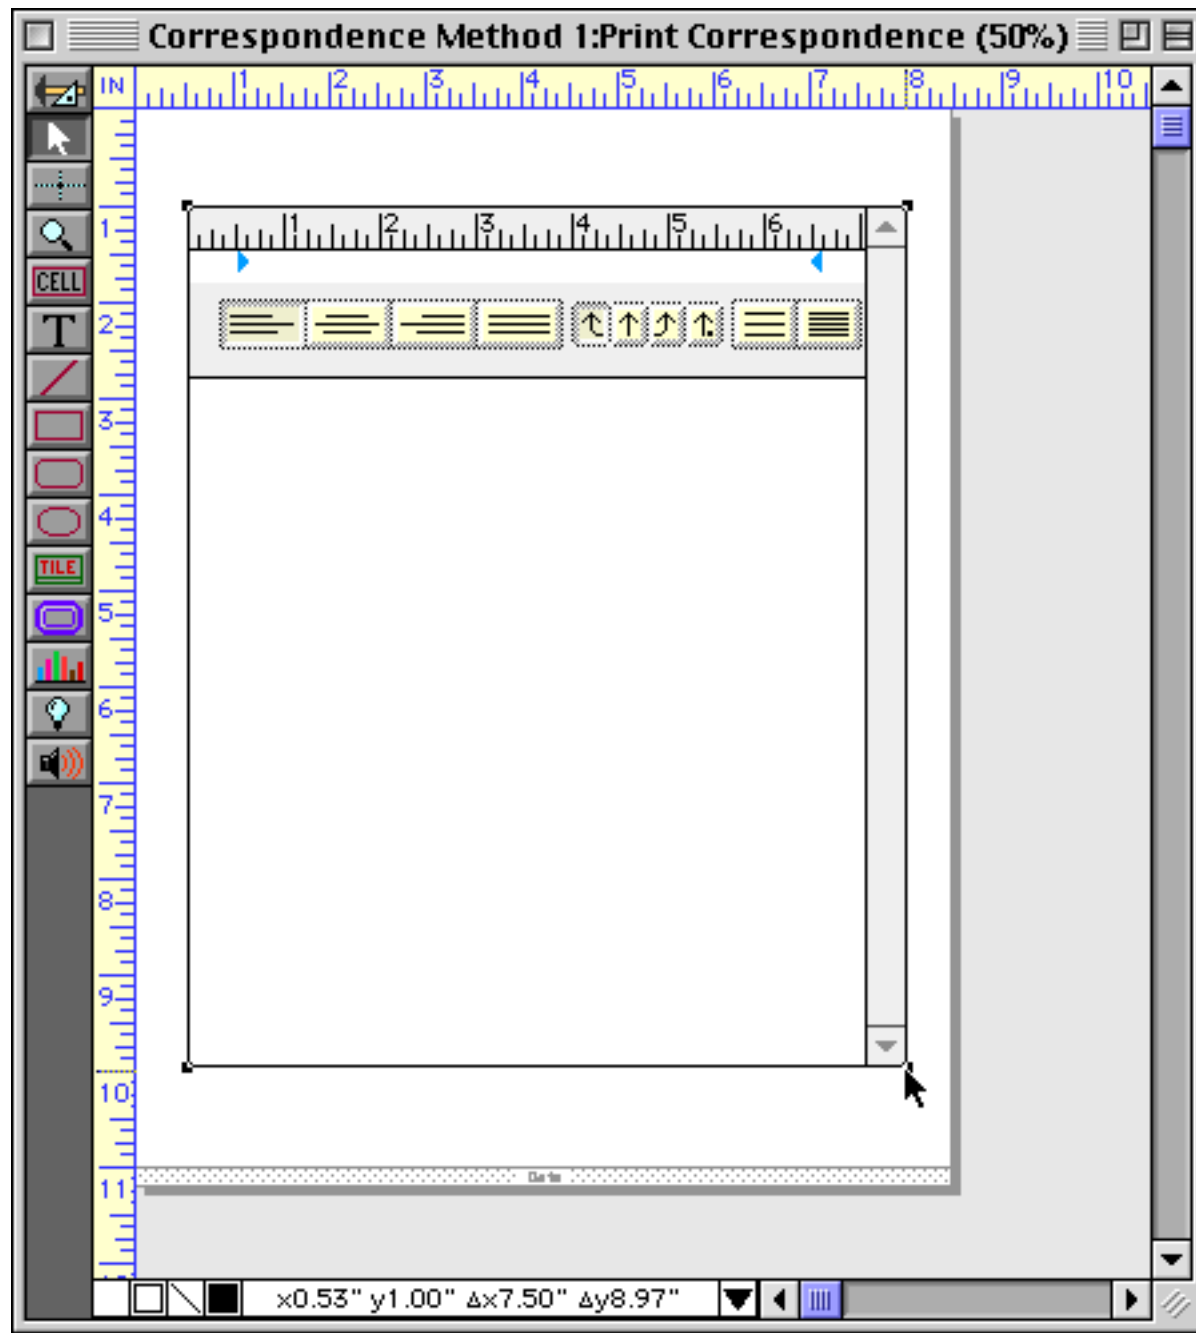 Correspondence Method 1:Print Correspondence (50%)
IN 1 2 3 4 5 6 7 8 9 10
1 2 3 4 5 6
CELL
T
TILE
1
2
3
4
5
6
7
8
9
10
11
Data
x0.53" y1.00" Δx7.50" Δy8.97"